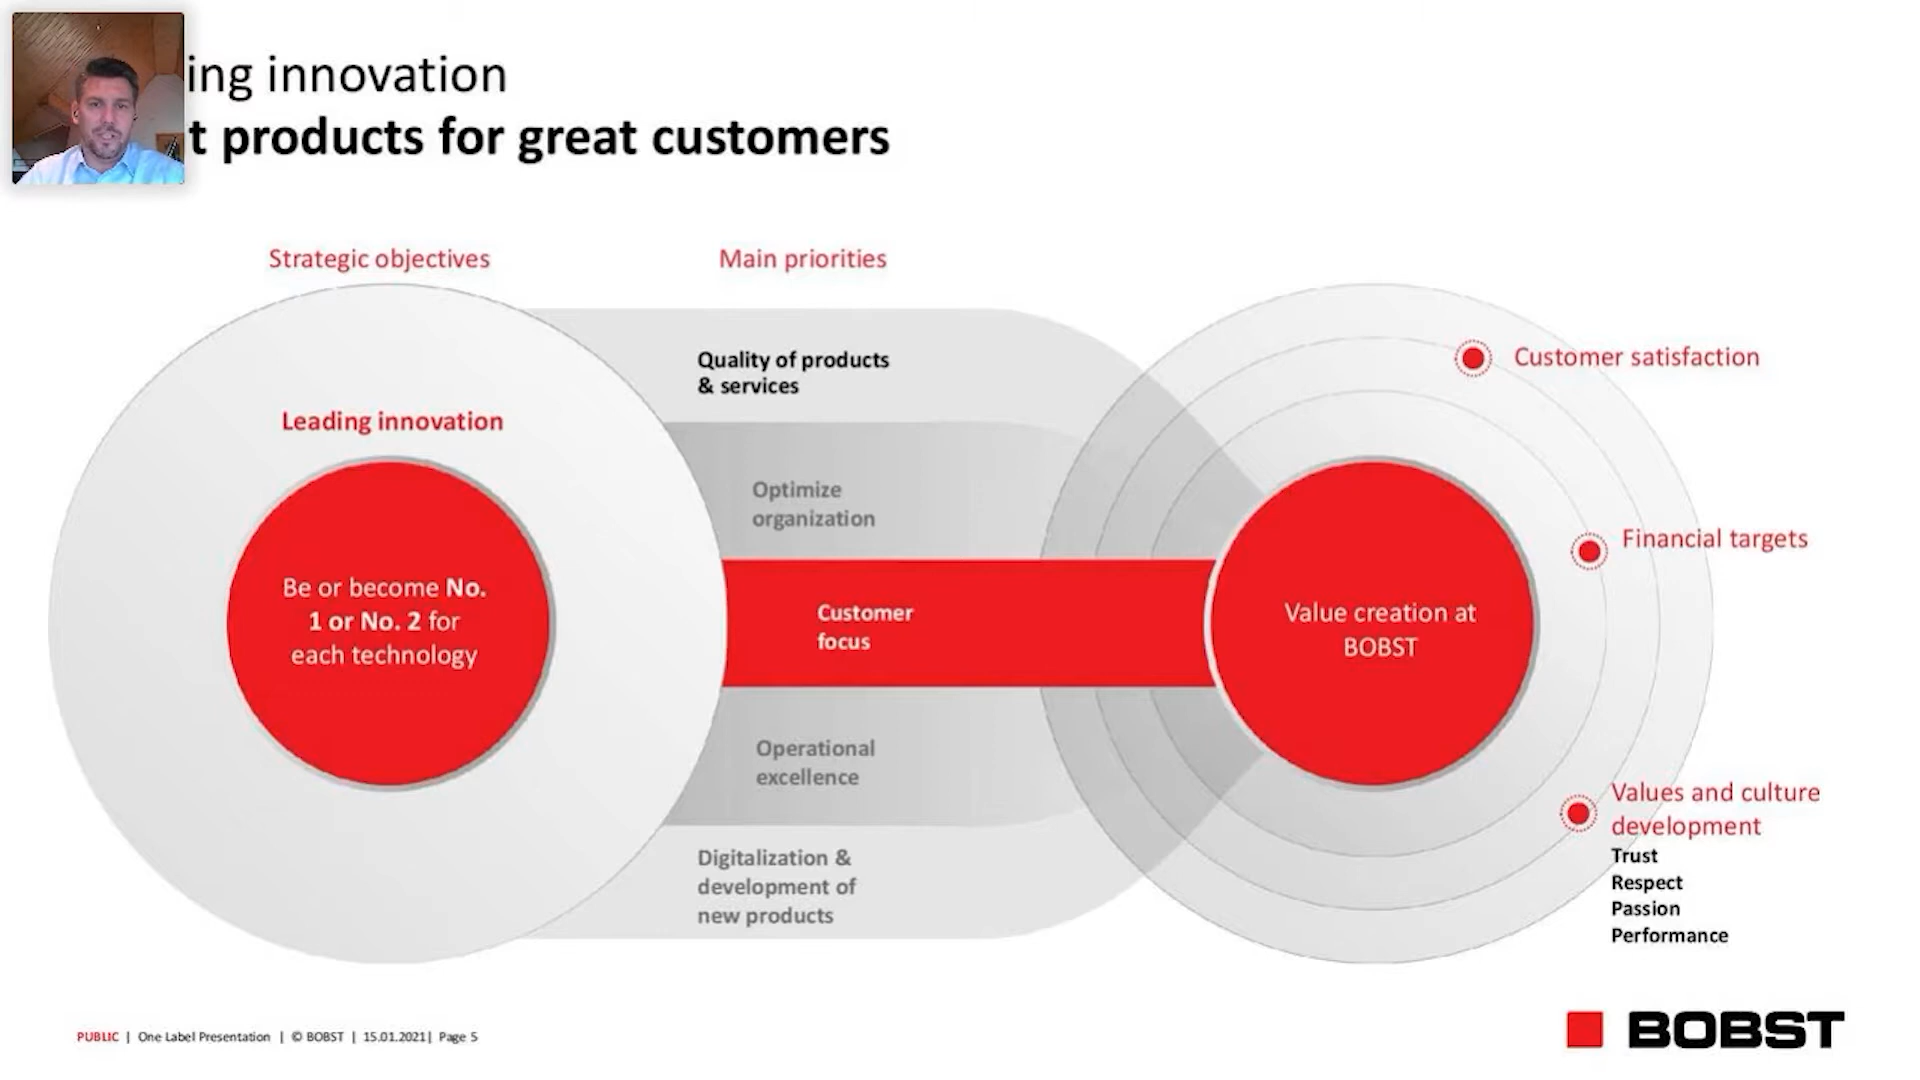 ing innovation
t products for great customers
Strategic objectives
Main priorities
Leading innovation
Be or become No.
1 or No. 2 for
each technology
Quality of products
& services
Optimize
organization
Customer
focus
Operational
excellence
Digitalization &
development of
new products
Value creation at
BOBST
Customer satisfaction
Financial targets
Values and culture
development
Trust
Respect
Passion
Performance
PUBLIC | One Label Presentation | © BOBST | 15.01.2021| Page 5
BOBST